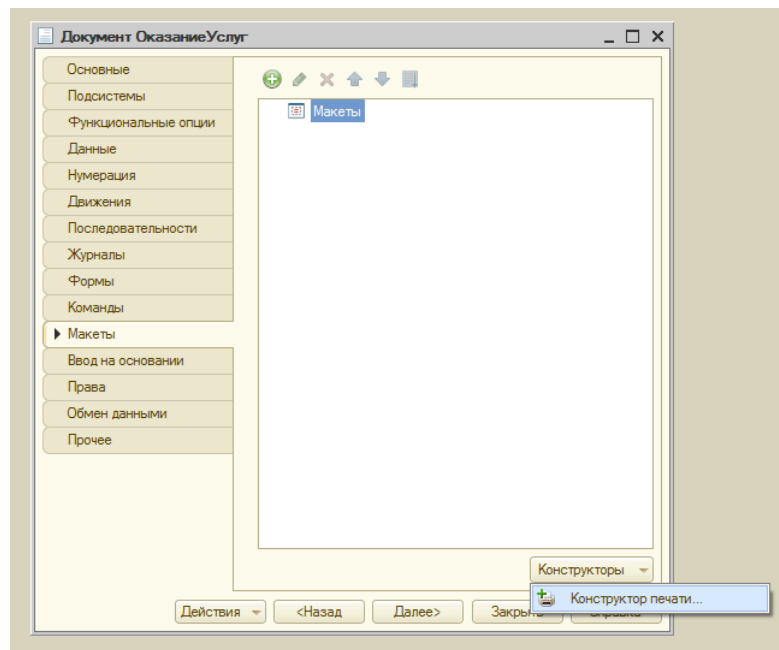 Документ ОказаниеУслуг
Основные
Подсистемы
Функциональные опции
Данные
Нумерация
Движения
Последовательности
Журналы
Формы
Команды
Макеты
Ввод на основании
Права
Обмен данными
Прочее
Макеты
Конструкторы
Конструктор печати...
Действия
<Назад
Далее>